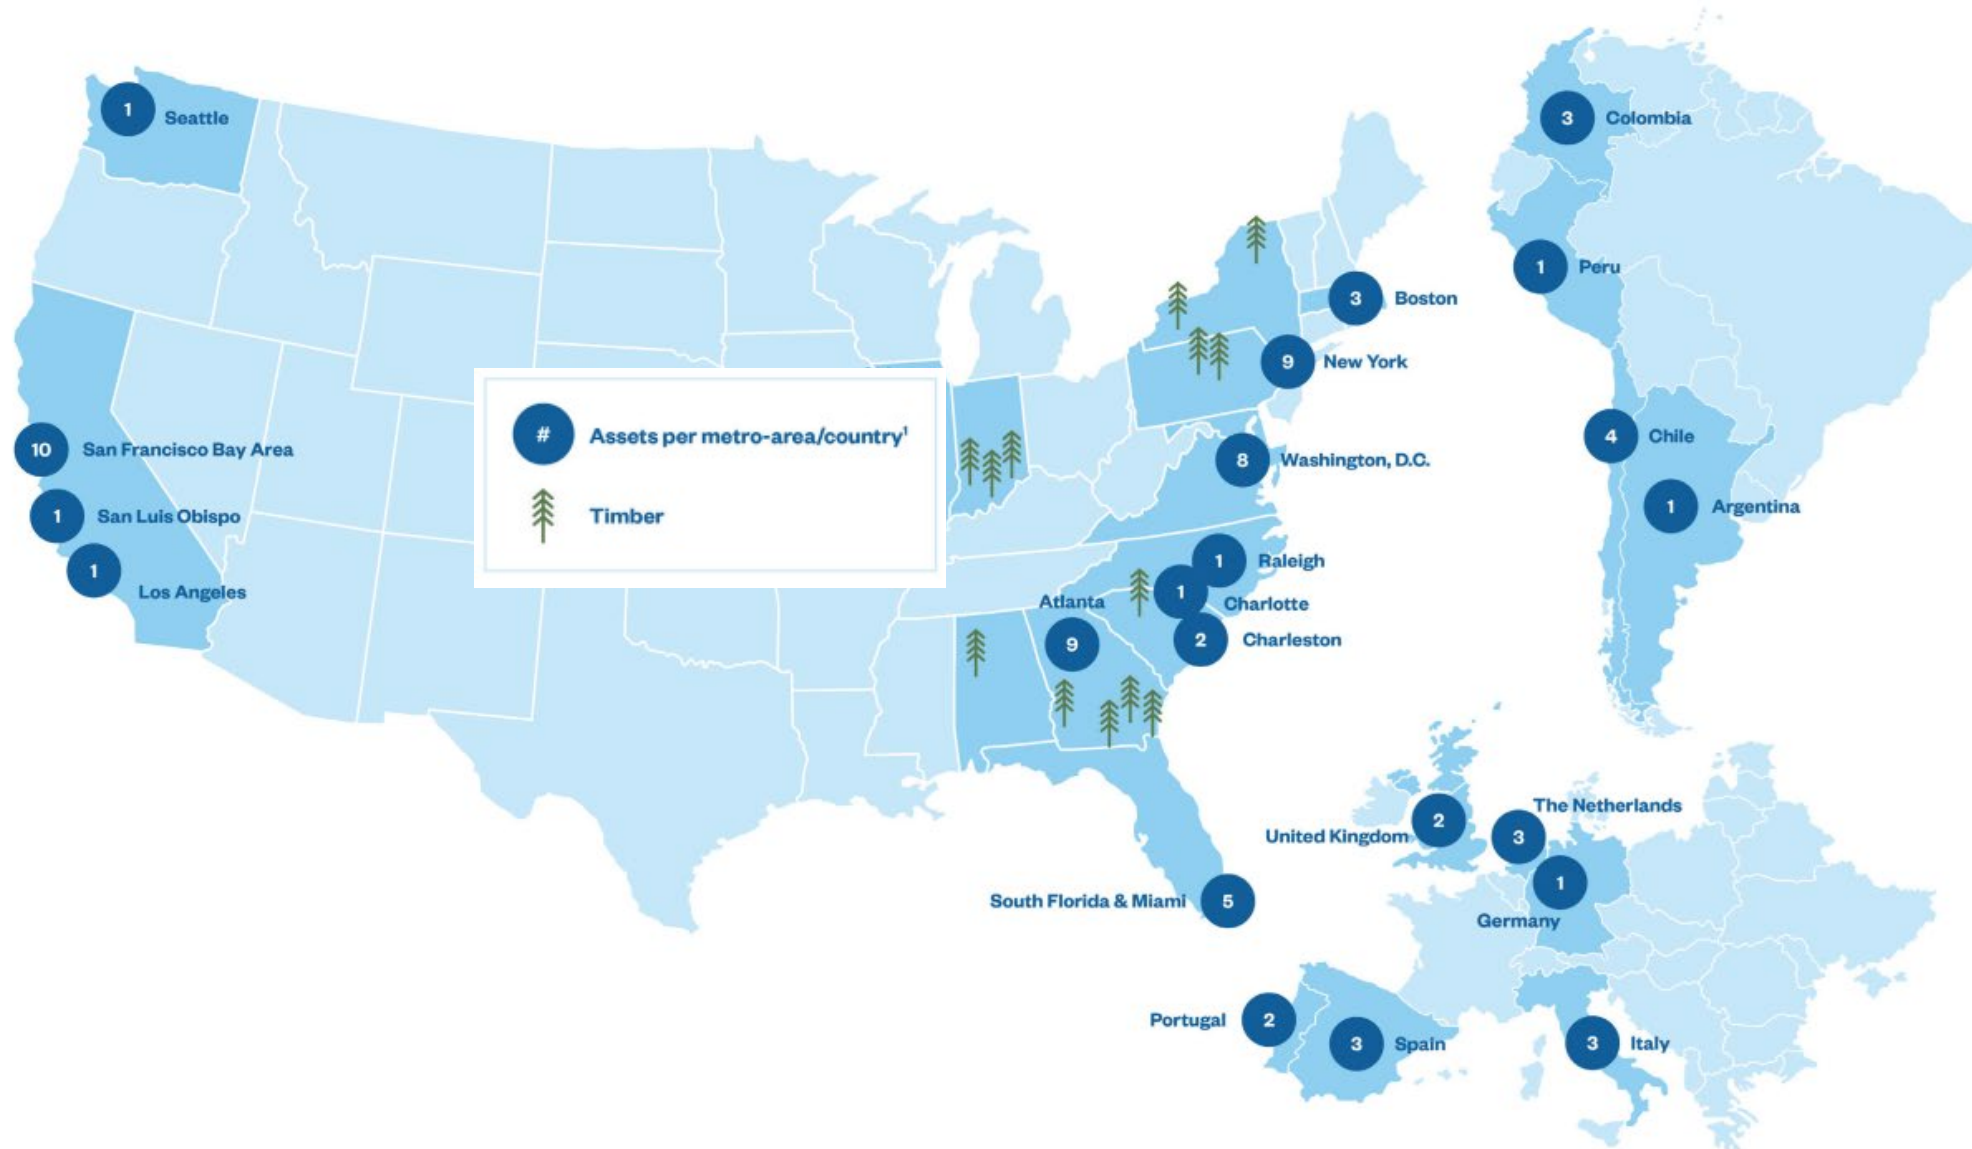 1 Seattle
10 San Francisco Bay Area
1 San Luis Obispo
1 Los Angeles
# Assets per metro-area/country¹
Timber
3 Boston
9 New York
8 Washington, D.C.
1 Raleigh
1 Charlotte
2 Charleston
Atlanta
9
South Florida & Miami 5
3 Colombia
1 Peru
4 Chile
1 Argentina
The Netherlands
3
United Kingdom 2
1
Germany
Portugal 2
3 Spain
3 Italy